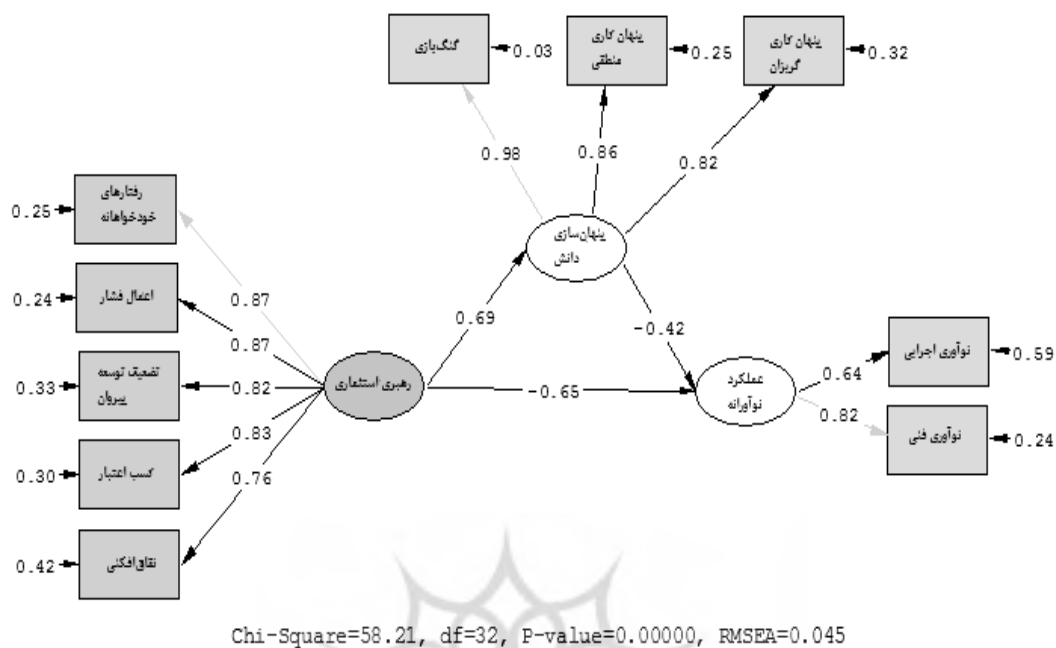 گنگ‌بازی
0.03
پنهان کاری
منطقی
0.25
پنهان کاری
گریزان
0.32
0.98
0.86
0.82
رفتارهای
خودخواهانه
0.25
پنهان‌سازی
دانش
اعمال فشار
0.24
0.87
0.87
0.69
-0.42
تضعیف توسعه
پیروان
0.33
0.82
رهبری استثماری
-0.65
عملکرد
نوآورانه
نوآوری اجرایی
0.59
0.64
0.82
نوآوری فنی
0.24
0.83
کسب اعتبار
0.30
0.76
نفاق‌افکنی
0.42
Chi-Square=58.21, df=32, P-value=0.00000, RMSEA=0.045